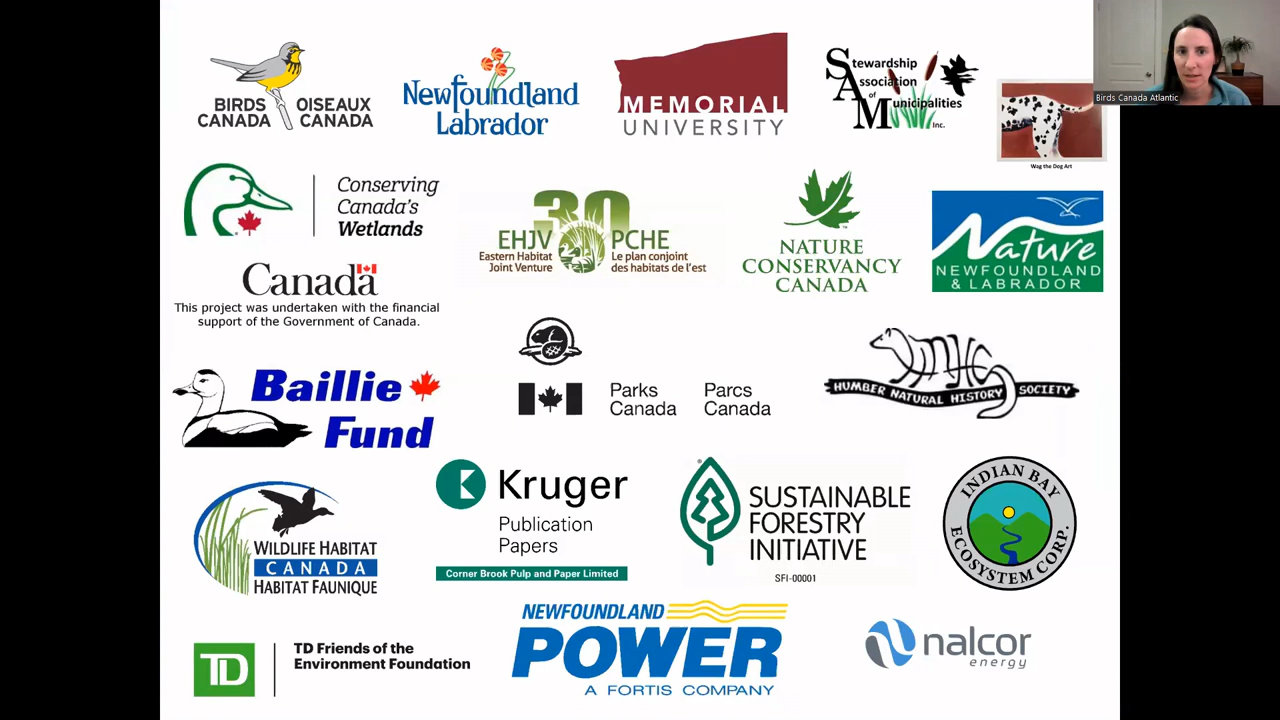 BIRDS CANADA
OISEAUX CANADA
Newfoundland
Labrador
MEMORIAL
UNIVERSITY
Stewardship
Association
of
Municipalities
Inc.
Birds Canada Atlantic
Wag the Dog Art
Conserving
Canada's
Wetlands
30
EHJV
Eastern Habitat
Joint Venture
PCHE
Le plan conjoint
des habitats de l'est
NATURE
CONSERVANCY
CANADA
Nature
NEWFOUNDLAND
& LABRADOR
Canada
This project was undertaken with the financial
support of the Government of Canada.
Baillie
Fund
Parks
Canada
Parcs
Canada
HUMBER NATURAL HISTORY SOCIETY
WILDLIFE HABITAT
CANADA
HABITAT FAUNIQUE
Kruger
Publication
Papers
Corner Brook Pulp and Paper Limited
SUSTAINABLE
FORESTRY
INITIATIVE
SFI-00001
INDIAN BAY
ECOSYSTEM CORP.
TD
TD Friends of the
Environment Foundation
NEWFOUNDLAND
POWER
A FORTIS COMPANY
nalcor
energy